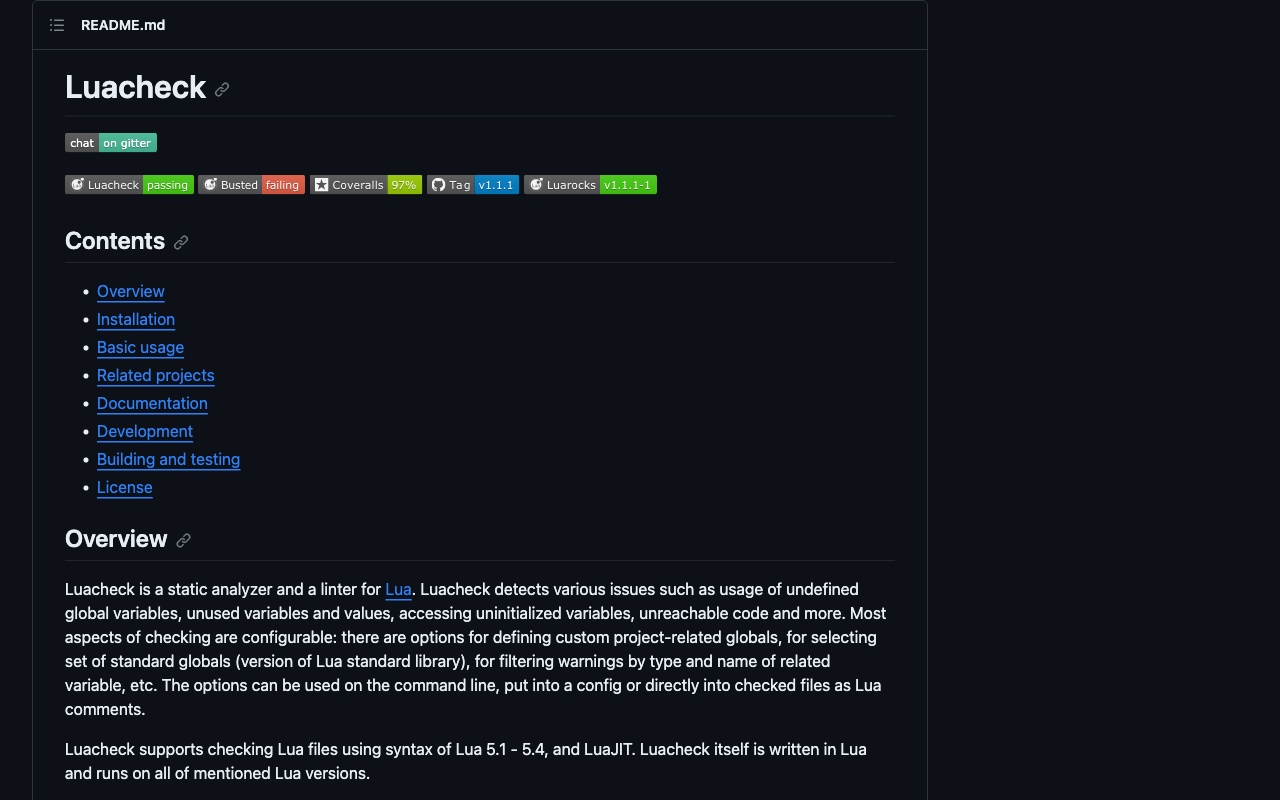 README.md
Luacheck
chat on gitter
Luacheck passing Busted failing Coveralls 97% Tag v1.1.1 Luarocks v1.1.1-1
Contents
Overview
Installation
Basic usage
Related projects
Documentation
Development
Building and testing
License
Overview
Luacheck is a static analyzer and a linter for Lua. Luacheck detects various issues such as usage of undefined
global variables, unused variables and values, accessing uninitialized variables, unreachable code and more. Most
aspects of checking are configurable: there are options for defining custom project-related globals, for selecting
set of standard globals (version of Lua standard library), for filtering warnings by type and name of related
variable, etc. The options can be used on the command line, put into a config or directly into checked files as Lua
comments.
Luacheck supports checking Lua files using syntax of Lua 5.1 - 5.4, and LuaJIT. Luacheck itself is written in Lua
and runs on all of mentioned Lua versions.